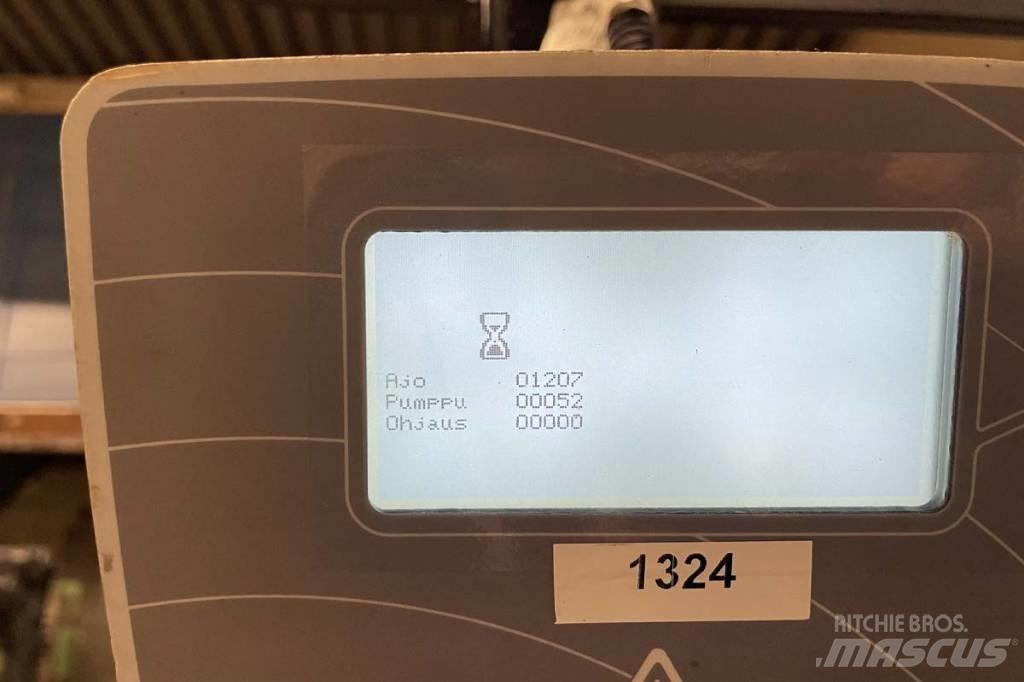 Ajo 01207
Pumppu 00052
Ohjaus 00000
1324
RITCHIE BROS.
MASCUS